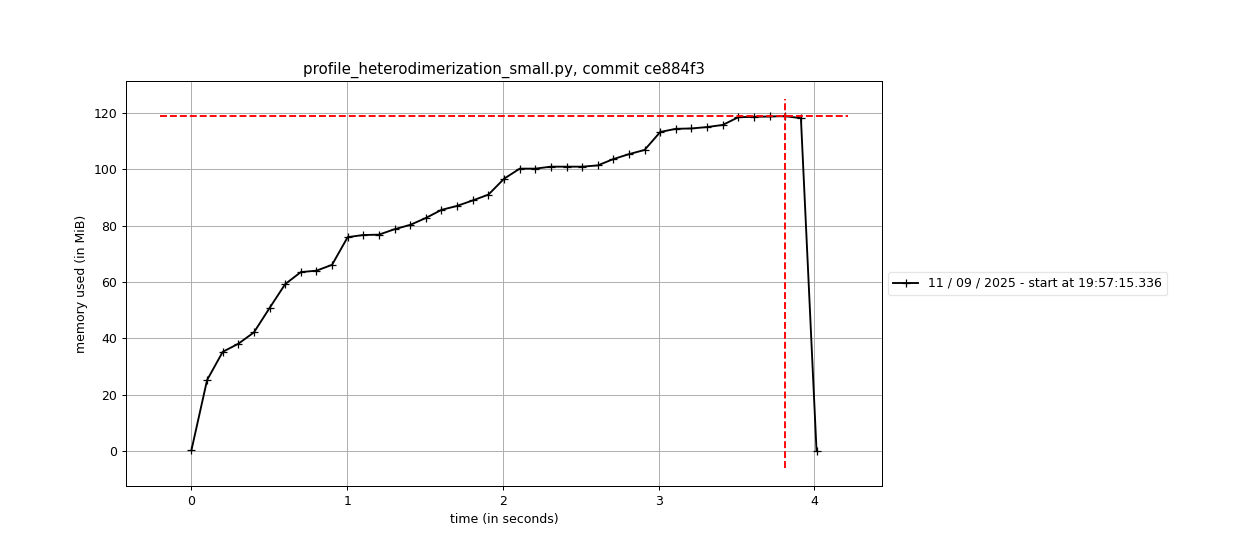 profile_heterodimerization_small.py, commit ce884f3
120
100
80
60
40
20
0
memory used (in MiB)
0 1 2 3 4
time (in seconds)
11 / 09 / 2025 - start at 19:57:15.336